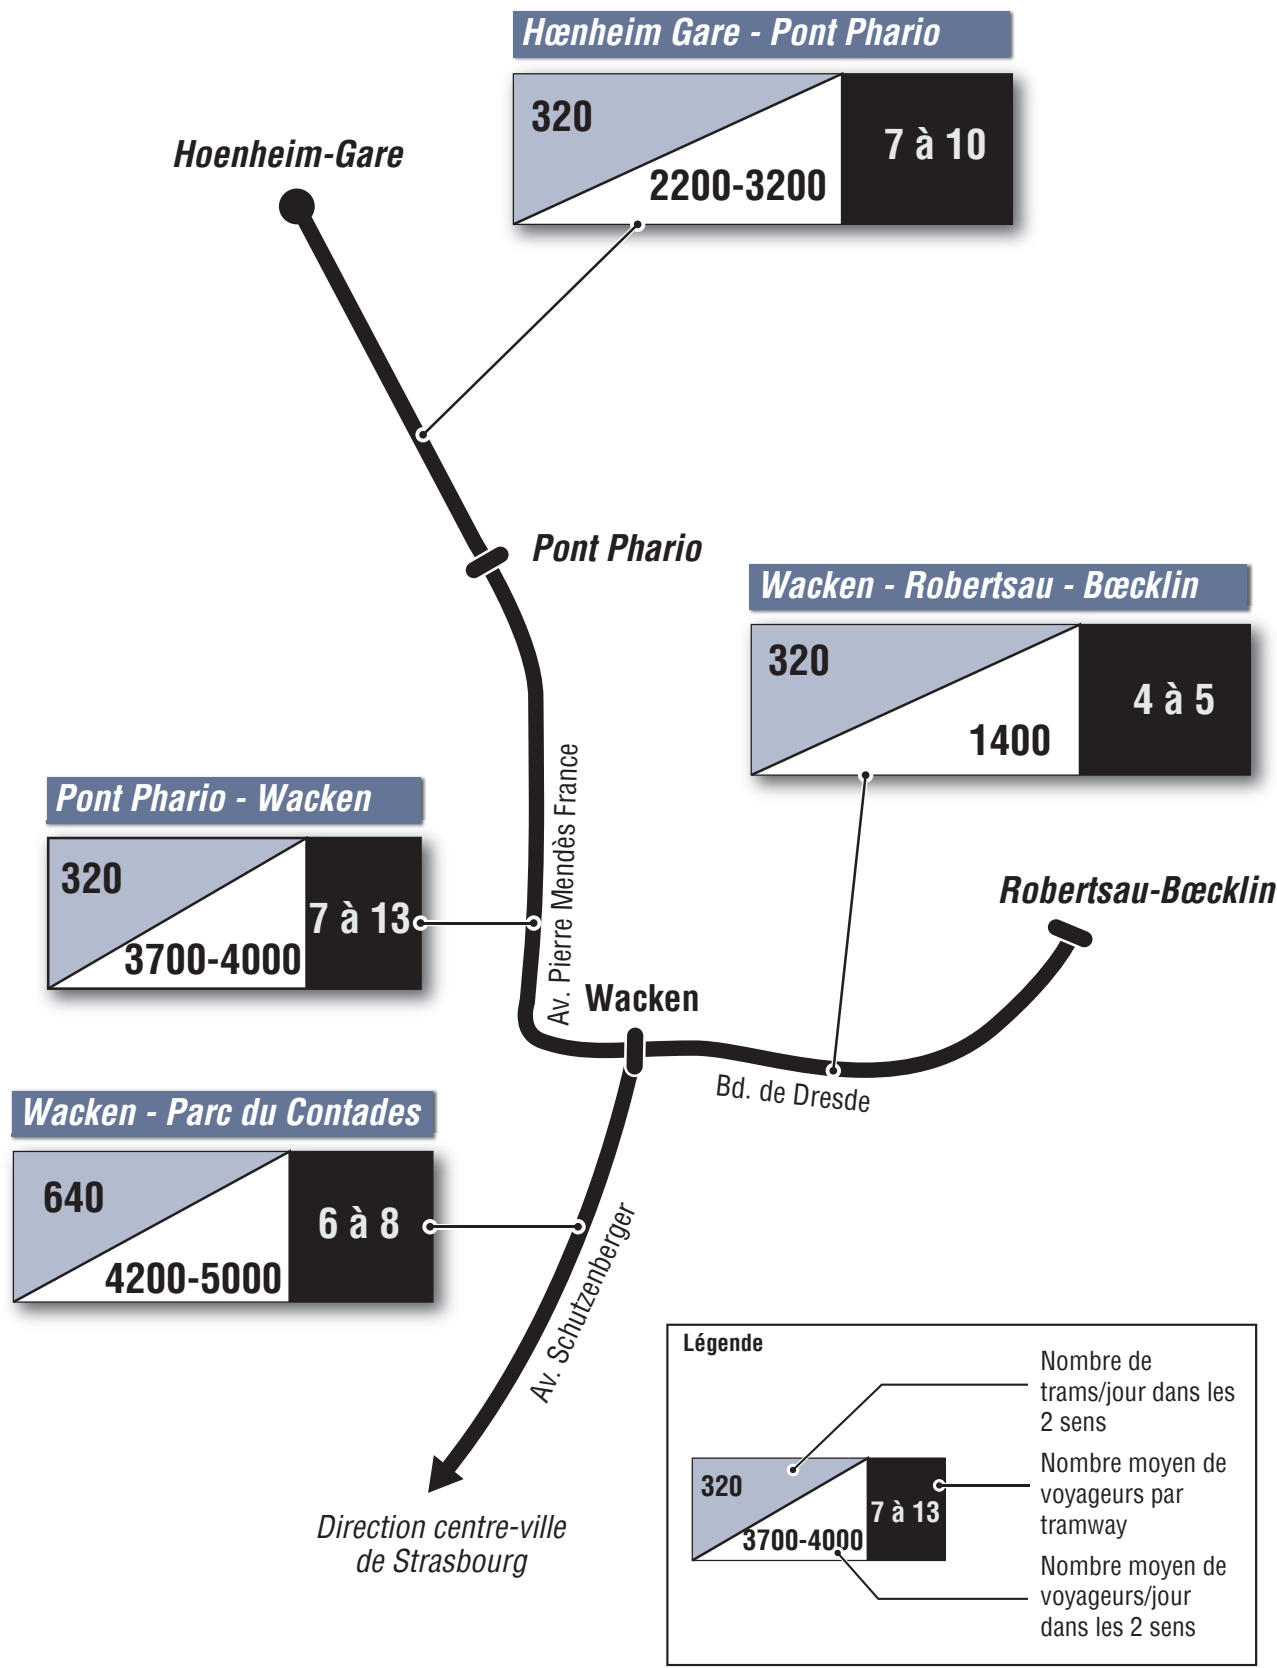 Hœnheim Gare - Pont Phario
320
7 à 10
2200-3200
Hoenheim-Gare
Pont Phario
Wacken - Robertsau - Bœcklin
320
4 à 5
1400
Pont Phario - Wacken
320
7 à 13
3700-4000
Av. Pierre Mendès France
Robertsau-Bœcklin
Wacken
Bd. de Dresde
Wacken - Parc du Contades
640
6 à 8
4200-5000
Av. Schutzenberger
Direction centre-ville
de Strasbourg
Légende
Nombre de
trams/jour dans les
2 sens
320
7 à 13
3700-4000
Nombre moyen de
voyageurs par
tramway
Nombre moyen de
voyageurs/jour
dans les 2 sens